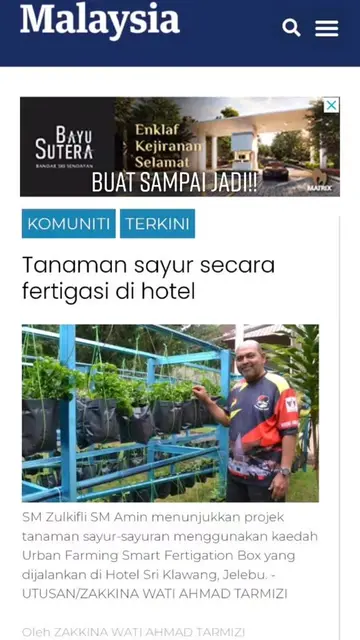 Malaysia
BAYU
SUTERA
BANDAR SRI SENDAYAN
Enklaf
Kejiranan
Selamat
MATRIX
BUAT SAMPAI JADI!!
KOMUNITI TERKINI
Tanaman sayur secara
fertigasi di hotel
SM Zulkifli SM Amin menunjukkan projek
tanaman sayur-sayuran menggunakan kaedah
Urban Farming Smart Fertigation Box yang
dijalankan di Hotel Sri Klawang, Jelebu. -
UTUSAN/ZAKKINA WATI AHMAD TARMIZI
Oleh ZAKKINA WATI AHMAD TARMIZI